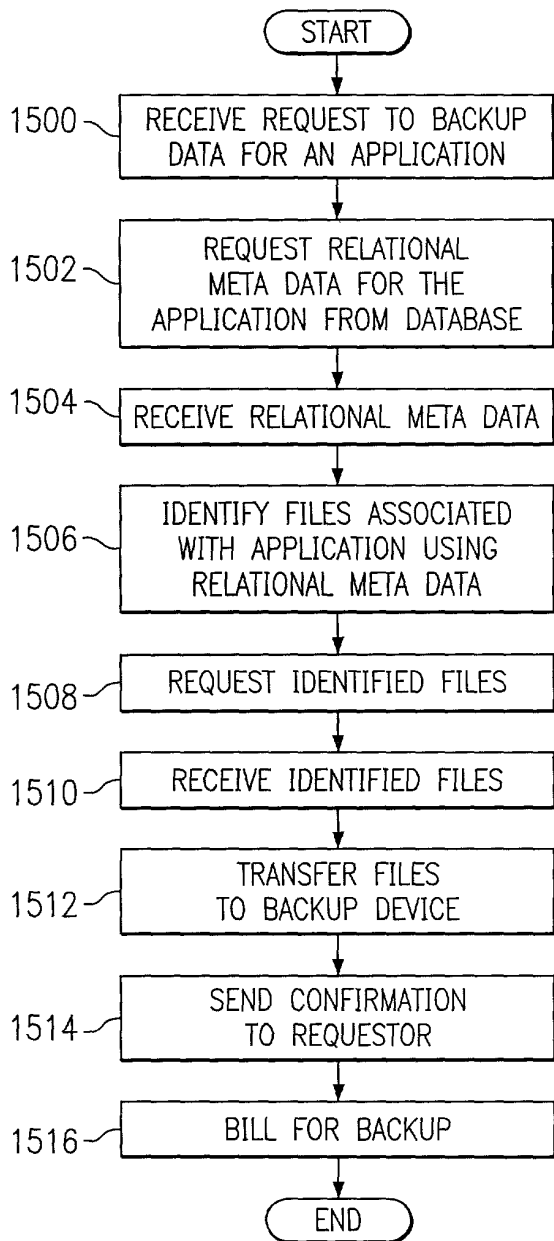 START
1500
RECEIVE REQUEST TO BACKUP
DATA FOR AN APPLICATION
1502
REQUEST RELATIONAL
META DATA FOR THE
APPLICATION FROM DATABASE
1504
RECEIVE RELATIONAL META DATA
1506
IDENTIFY FILES ASSOCIATED
WITH APPLICATION USING
RELATIONAL META DATA
1508
REQUEST IDENTIFIED FILES
1510
RECEIVE IDENTIFIED FILES
1512
TRANSFER FILES
TO BACKUP DEVICE
1514
SEND CONFIRMATION
TO REQUESTOR
1516
BILL FOR BACKUP
END